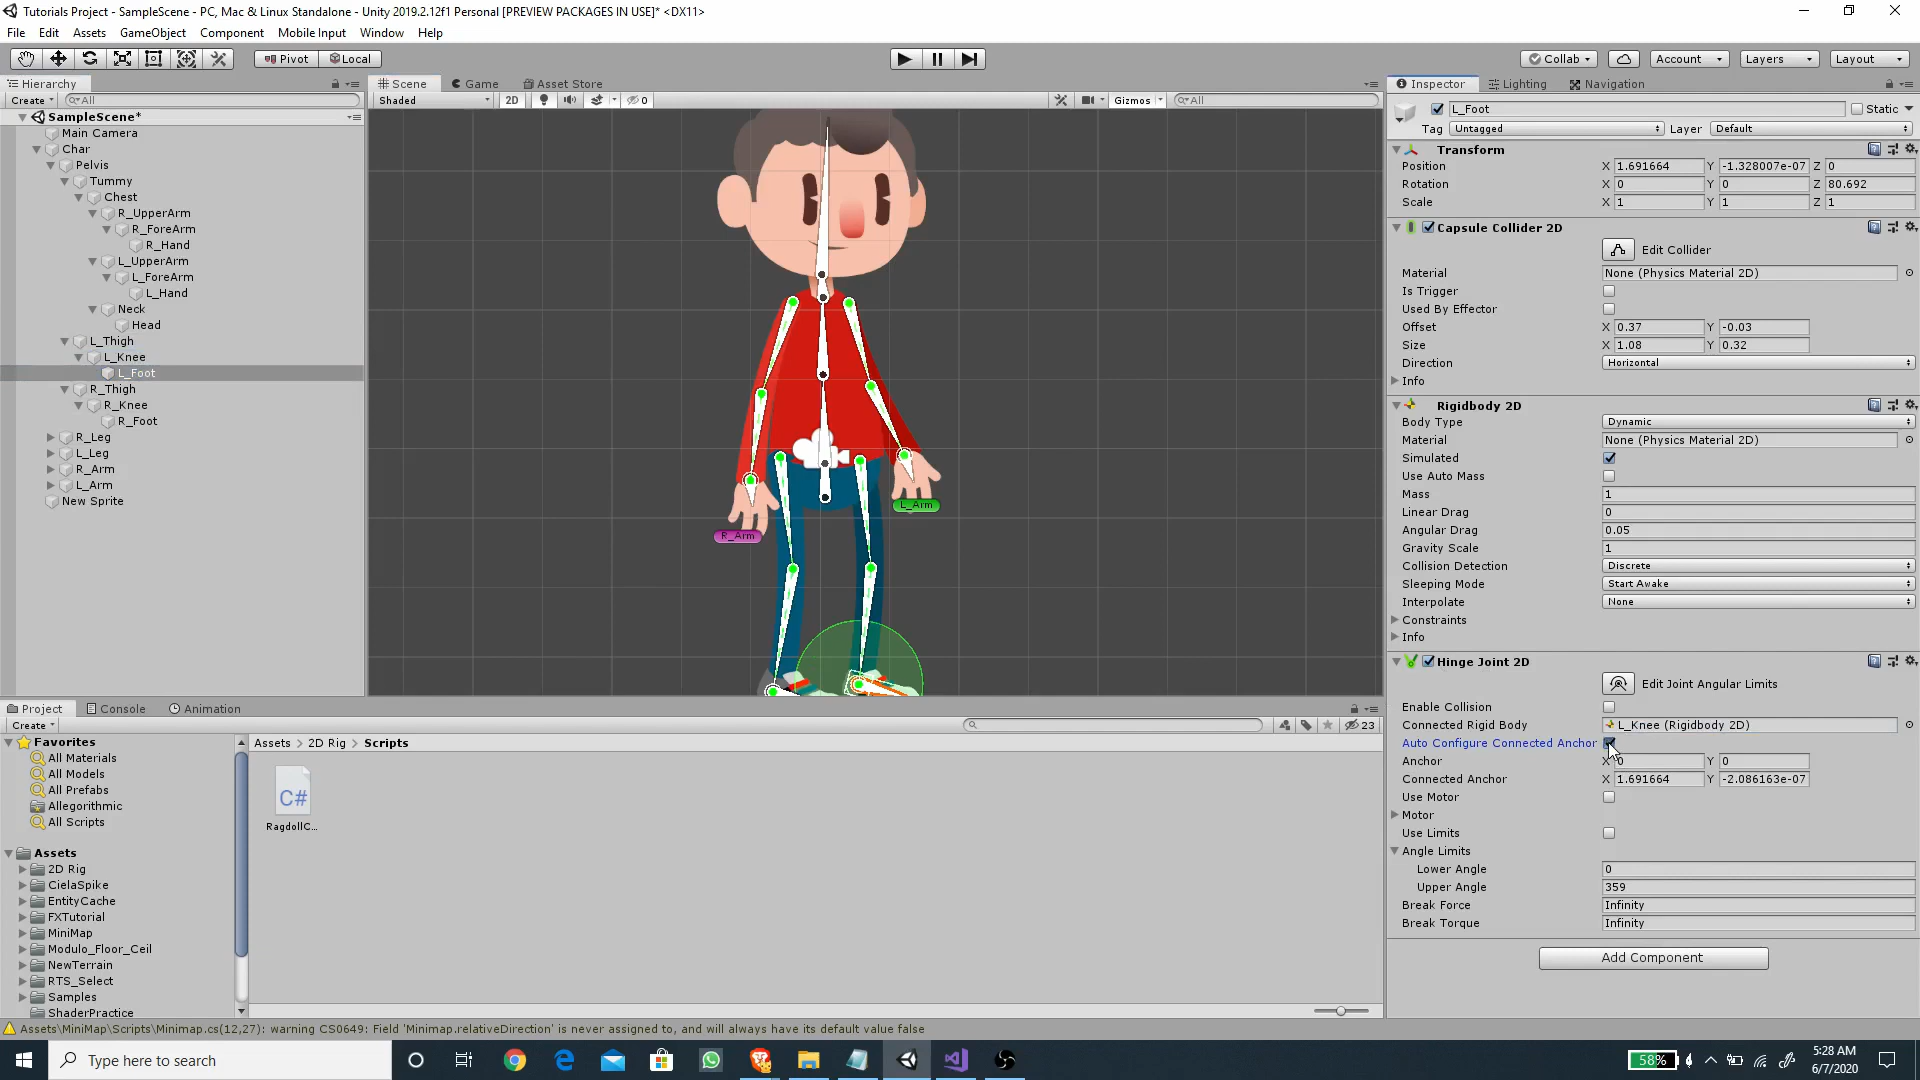 Tutorials Project - SampleScene - PC, Mac & Linux Standalone - Unity 2019.2.12f1 Personal [PREVIEW PACKAGES IN USE]* <DX11>
File Edit Assets GameObject Component Mobile Input Window Help
Pivot Local Collab Account Layers Layout
Hierarchy
Create All
SampleScene*
Main Camera
Char
Pelvis
Tummy
Chest
R_UpperArm
R_ForeArm
R_Hand
L_UpperArm
L_ForeArm
L_Hand
Neck
Head
L_Thigh
L_Knee
L_Foot
R_Thigh
R_Knee
R_Foot
R_Leg
L_Leg
R_Arm
L_Arm
New Sprite
Scene Game Asset Store
Shaded 2D 0 Gizmos All
L_Arm
R_Arm
Inspector Lighting Navigation
L_Foot Static
Tag Untagged Layer Default
Transform
Position X 1.691664 Y -1.328007e-07 Z 0
Rotation X 0 Y 0 Z 80.692
Scale X 1 Y 1 Z 1
Capsule Collider 2D
Edit Collider
Material None (Physics Material 2D)
Is Trigger
Used By Effector
Offset X 0.37 Y -0.03
Size X 1.08 Y 0.32
Direction Horizontal
Info
Rigidbody 2D
Body Type Dynamic
Material None (Physics Material 2D)
Simulated
Use Auto Mass
Mass 1
Linear Drag 0
Angular Drag 0.05
Gravity Scale 1
Collision Detection Discrete
Sleeping Mode Start Awake
Interpolate None
Constraints
Info
Hinge Joint 2D
Edit Joint Angular Limits
Enable Collision
Connected Rigid Body L_Knee (Rigidbody 2D)
Auto Configure Connected Anchor
Anchor X 0 Y 0
Connected Anchor X 1.691664 Y -2.086163e-07
Use Motor
Motor
Use Limits
Angle Limits
Lower Angle 0
Upper Angle 359
Break Force Infinity
Break Torque Infinity
Add Component
Project Console Animation
Create 23
Favorites
All Materials
All Models
All Prefabs
Allegorithmic
All Scripts
Assets
2D Rig
CielaSpike
EntityCache
FXTutorial
MiniMap
Modulo_Floor_Ceil
NewTerrain
RTS_Select
Samples
ShaderPractice
Assets > 2D Rig > Scripts
C#
RagdollC...
Assets\MiniMap\Scripts\Minimap.cs(12,27): warning CS0649: Field 'Minimap.relativeDirection' is never assigned to, and will always have its default value false
Type here to search
58%
5:28 AM
6/7/2020